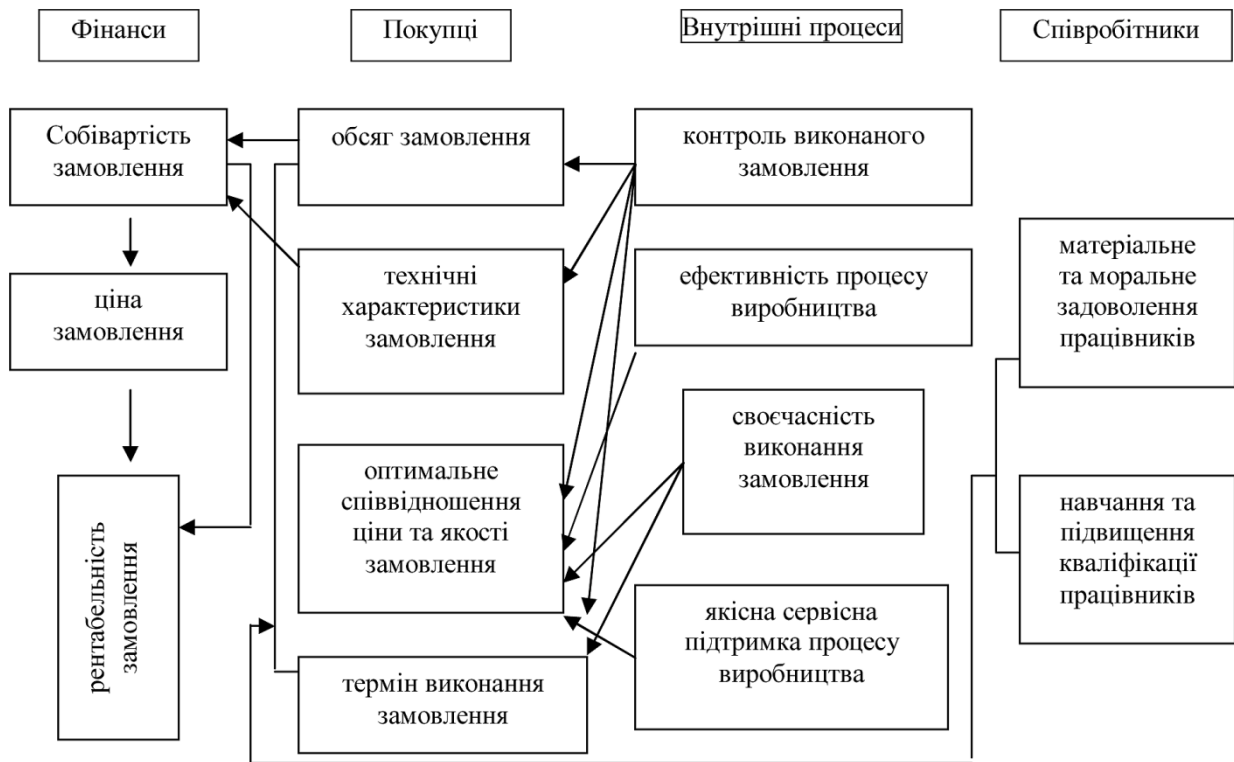 Фінанси
Покупці
Внутрішні процеси
Співробітники
Собівартість
замовлення
ціна
замовлення
рентабельність
замовлення
обсяг замовлення
технічні
характеристики
замовлення
оптимальне
співвідношення
ціни та якості
замовлення
термін виконання
замовлення
контроль виконаного
замовлення
ефективність процесу
виробництва
своєчасність
виконання
замовлення
якісна сервісна
підтримка процесу
виробництва
матеріальне
та моральне
задоволення
працівників
навчання та
підвищення
кваліфікації
працівників